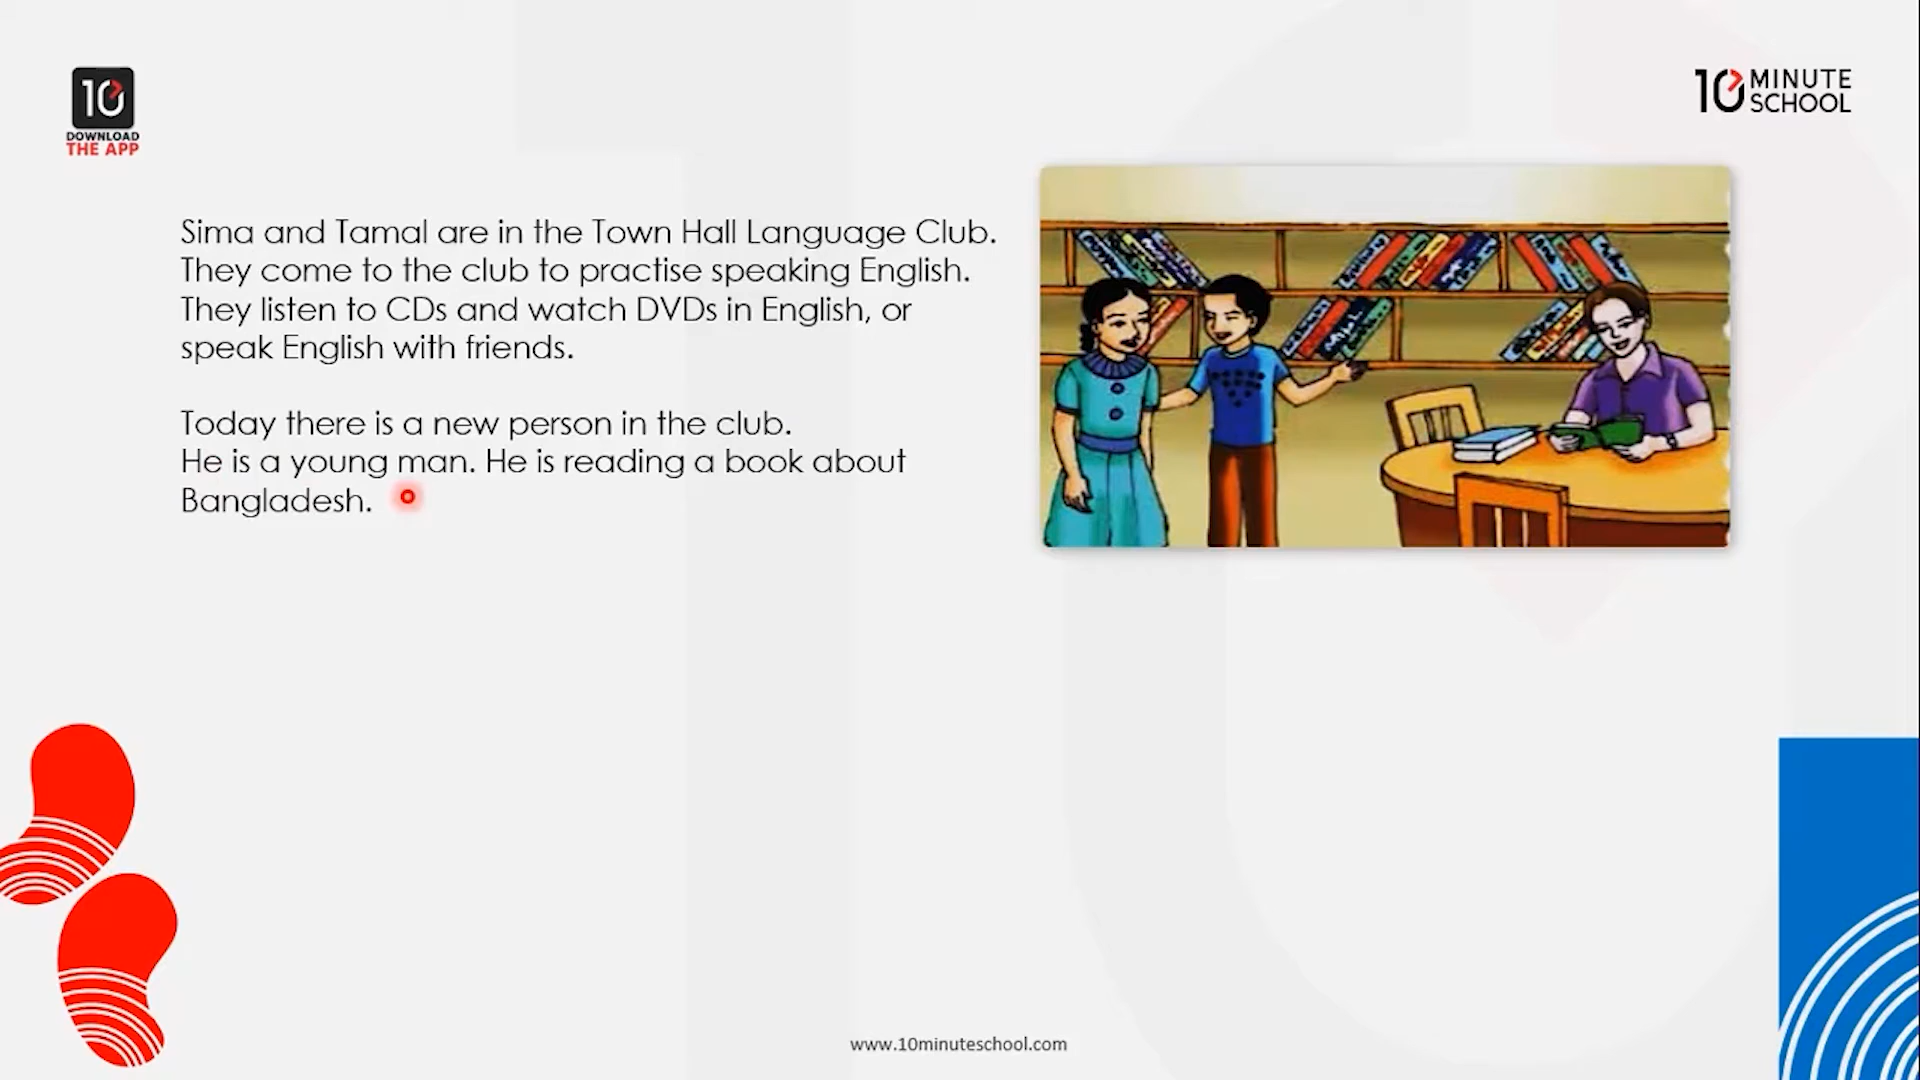 10
DOWNLOAD
THE APP
10 MINUTE
SCHOOL
Sima and Tamal are in the Town Hall Language Club.
They come to the club to practise speaking English.
They listen to CDs and watch DVDs in English, or
speak English with friends.
Today there is a new person in the club.
He is a young man. He is reading a book about
Bangladesh.
www.10minuteschool.com